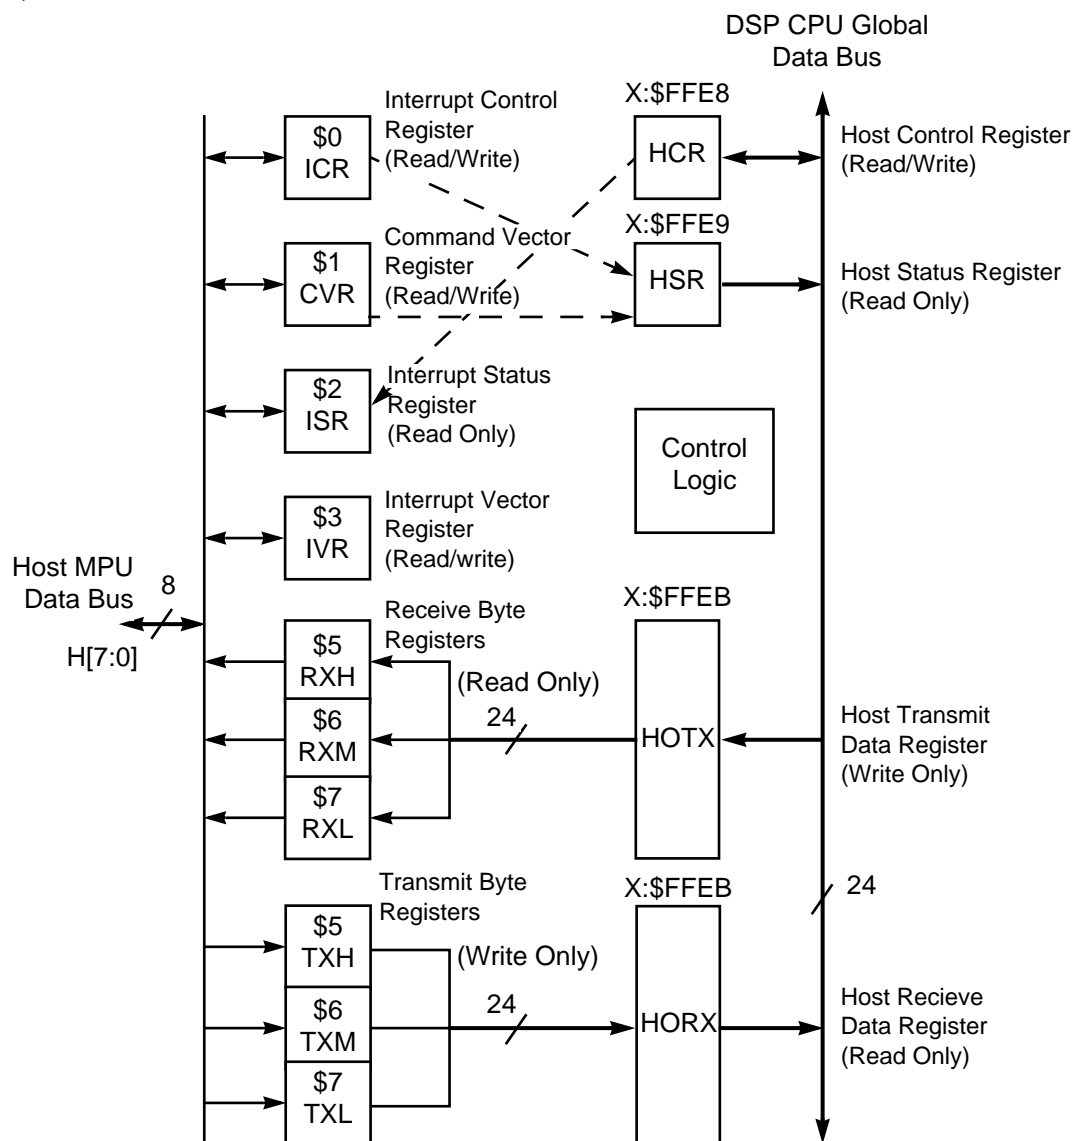 DSP CPU Global
Data Bus
Interrupt Control
Register
(Read/Write)
$0
ICR
X:$FFE8
HCR
Host Control Register
(Read/Write)
Command Vector
Register
(Read/Write)
$1
CVR
X:$FFE9
HSR
Host Status Register
(Read Only)
Interrupt Status
Register
(Read Only)
$2
ISR
Control
Logic
Interrupt Vector
Register
(Read/write)
$3
IVR
Host MPU
Data Bus
8
H[7:0]
Receive Byte
Registers
$5
RXH
$6
RXM
$7
RXL
(Read Only)
24
X:$FFEB
HOTX
Host Transmit
Data Register
(Write Only)
24
Transmit Byte
Registers
$5
TXH
$6
TXM
$7
TXL
(Write Only)
24
X:$FFEB
HORX
Host Recieve
Data Register
(Read Only)